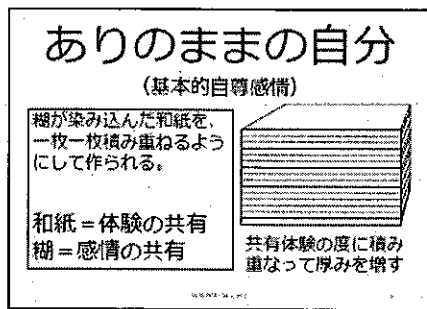 ありのままの自分
(基本的自尊感情)
糊が染み込んだ和紙を、
一枚一枚積み重ねるよう
にして作られる。
和紙＝体験の共有
糊＝感情の共有
共有体験の度に積み
重なって厚みを増す